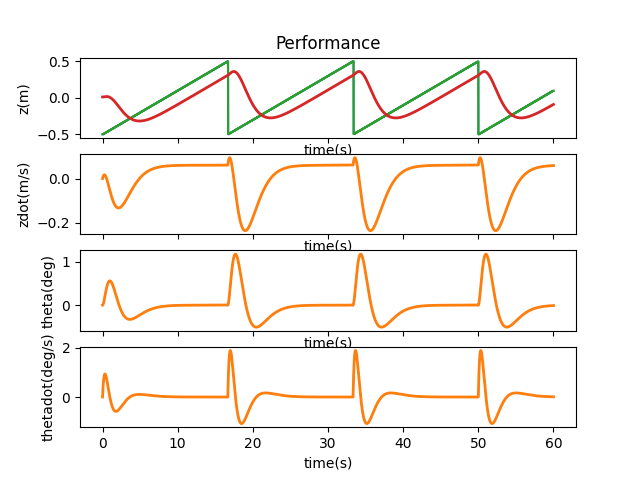 Performance
z(m)
0.5
0.0
−0.5
time(s)
zdot(m/s)
0.0
−0.2
time(s)
theta(deg)
1
0
time(s)
thetadot(deg/s)
2
0
0 10 20 30 40 50 60
time(s)